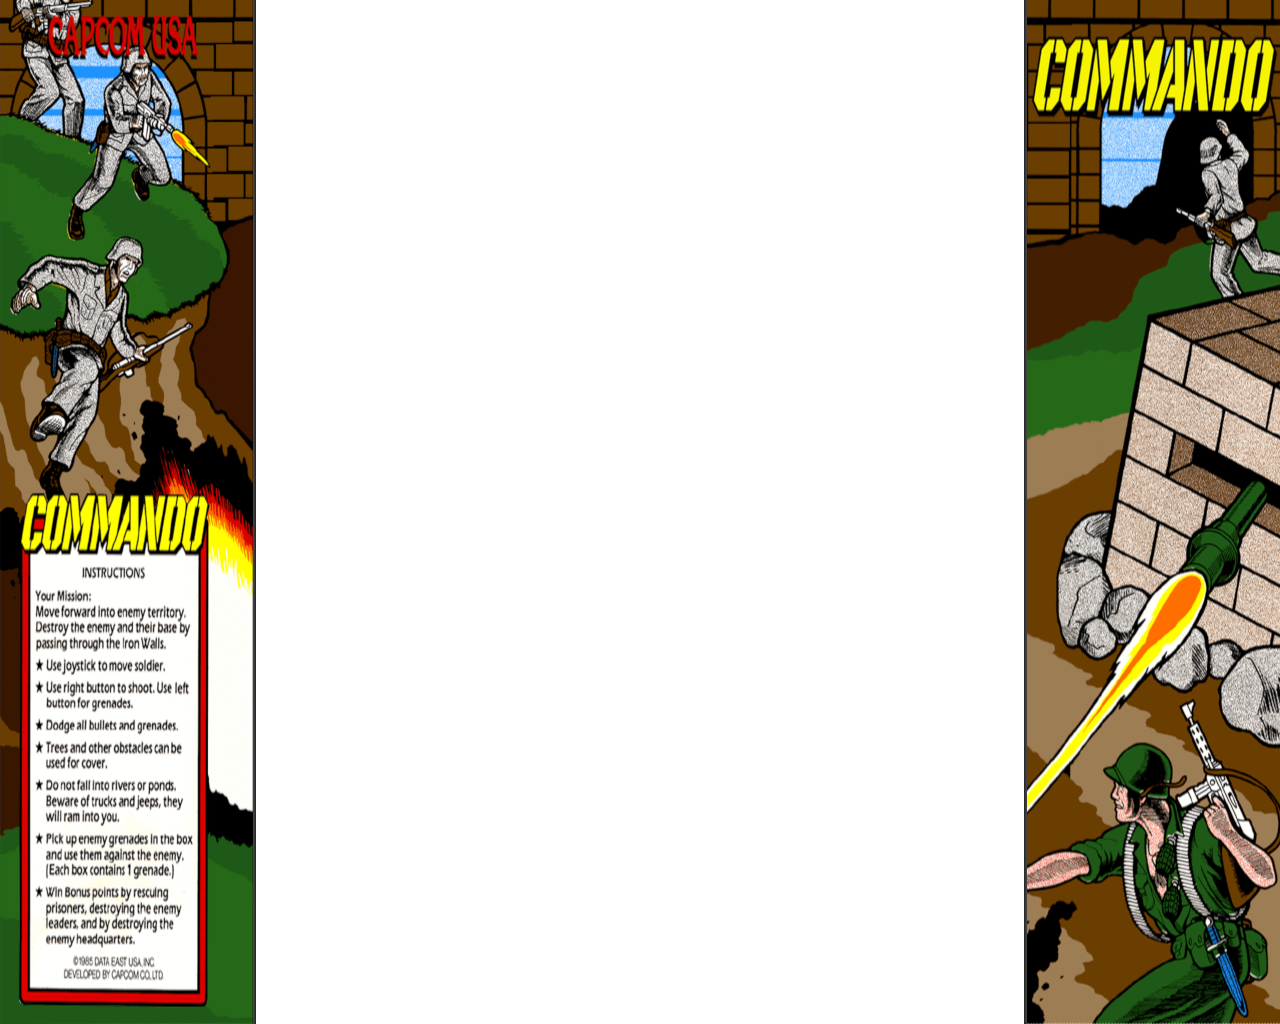 CAPCOM USA
COMMANDO
INSTRUCTIONS
Your Mission:
Move forward into enemy territory.
Destroy the enemy and their base by
passing through the Iron Walls.
★ Use joystick to move soldier.
★ Use right button to shoot. Use left
button for grenades.
★ Dodge all bullets and grenades.
★ Trees and other obstacles can be
used for cover.
★ Do not fall into rivers or ponds.
Beware of trucks and jeeps, they
will ram into you.
★ Pick up enemy grenades in the box
and use them against the enemy.
(Each box contains 1 grenade.)
★ Win Bonus points by rescuing
prisoners, destroying the enemy
leaders, and by destroying the
enemy headquarters.
©1985 DATA EAST USA, INC.
DEVELOPED BY CAPCOM CO., LTD.
COMMANDO